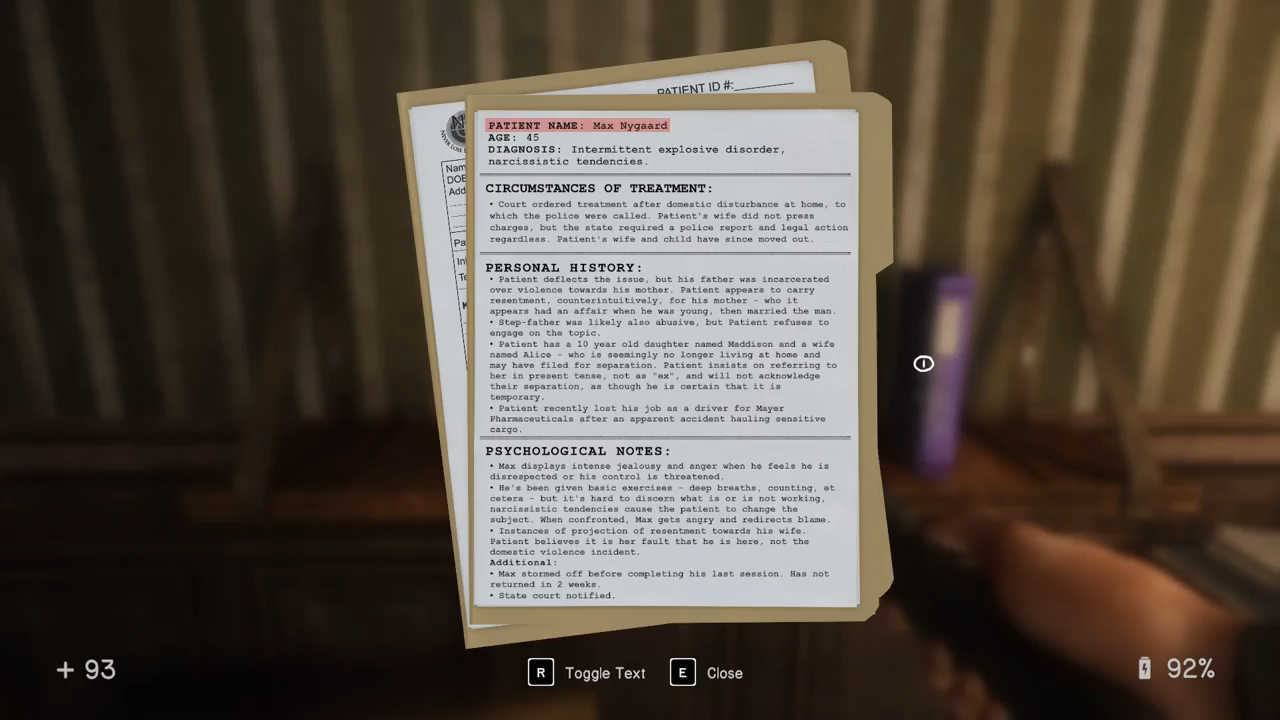 PATIENT ID #:
PATIENT NAME: Max Nygaard
AGE: 45
DIAGNOSIS: Intermittent explosive disorder,
narcissistic tendencies.
CIRCUMSTANCES OF TREATMENT:
• Court ordered treatment after domestic disturbance at home, to
which the police were called. Patient's wife did not press
charges, but the state required a police report and legal action
regardless. Patient's wife and child have since moved out.
PERSONAL HISTORY:
• Patient deflects the issue, but his father was incarcerated
over violence towards his mother. Patient appears to carry
resentment, counterintuitively, for his mother – who it
appears had an affair when he was young, then married the man.
• Step-father was likely also abusive, but Patient refuses to
engage on the topic.
• Patient has a 10 year old daughter named Maddison and a wife
named Alice – who is seemingly no longer living at home and
may have filed for separation. Patient insists on referring to
her in present tense, not as "ex", and will not acknowledge
their separation, as though he is certain that it is
temporary.
• Patient recently lost his job as a driver for Mayer
Pharmaceuticals after an apparent accident hauling sensitive
cargo.
PSYCHOLOGICAL NOTES:
• Max displays intense jealousy and anger when he feels he is
disrespected or his control is threatened.
• He's been given basic exercises – deep breaths, counting, et
cetera – but it's hard to discern what is or is not working,
narcissistic tendencies cause the patient to change the
subject. When confronted, Max gets angry and redirects blame.
• Instances of projection of resentment towards his wife.
Patient believes it is her fault that he is here, not the
domestic violence incident.
Additional:
• Max stormed off before completing his last session. Has not
returned in 2 weeks.
• State court notified.
+ 93
R Toggle Text E Close
92%